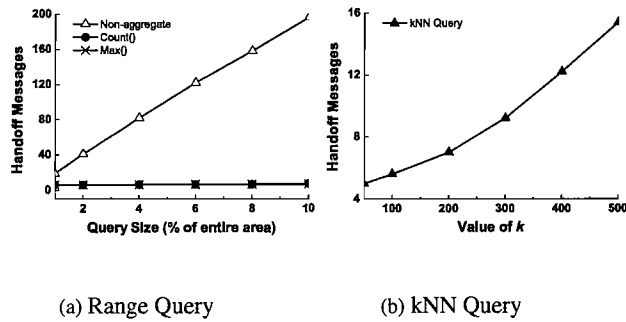 Non-aggregate
Count()
Max()
200
160
120
80
40
0
Handoff Messages
2 4 6 8 10
Query Size (% of entire area)
kNN Query
16
12
8
4
Handoff Messages
100 200 300 400 500
Value of k
(a) Range Query
(b) kNN Query